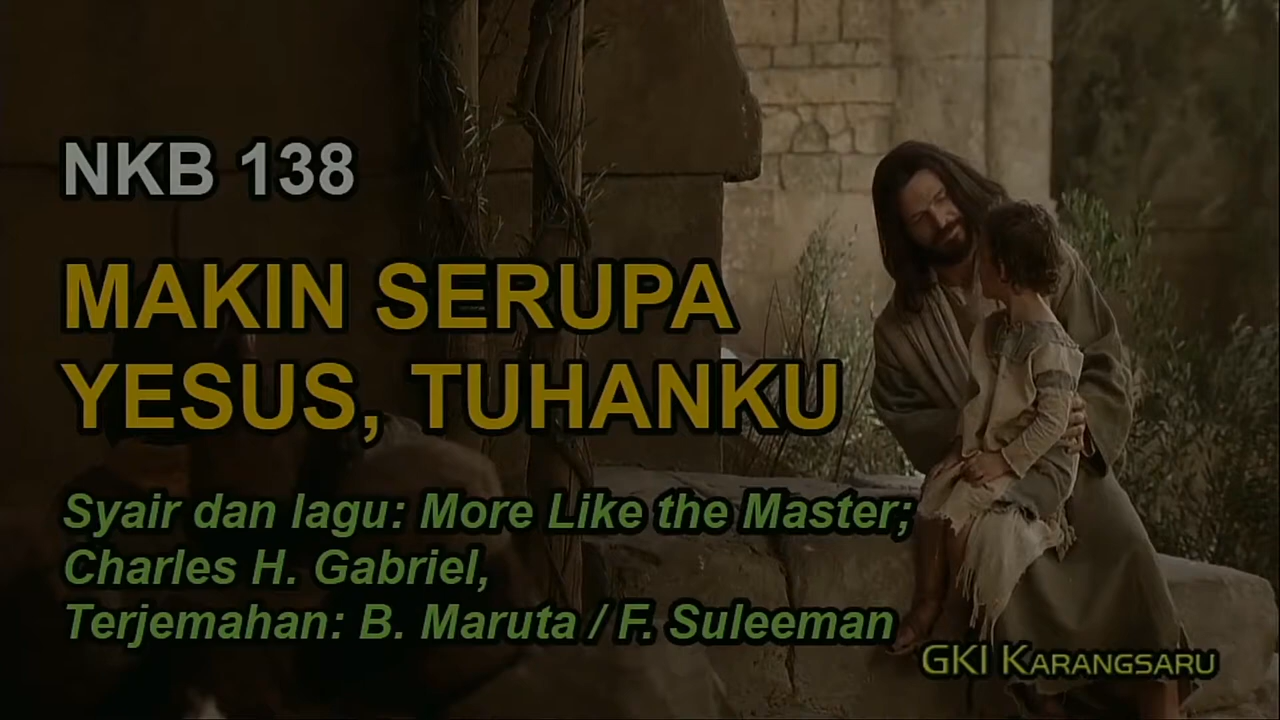 NKB 138
MAKIN SERUPA
YESUS, TUHANKU
Syair dan lagu: More Like the Master;
Charles H. Gabriel,
Terjemahan: B. Maruta / F. Suleeman
GKI KARANGSARU